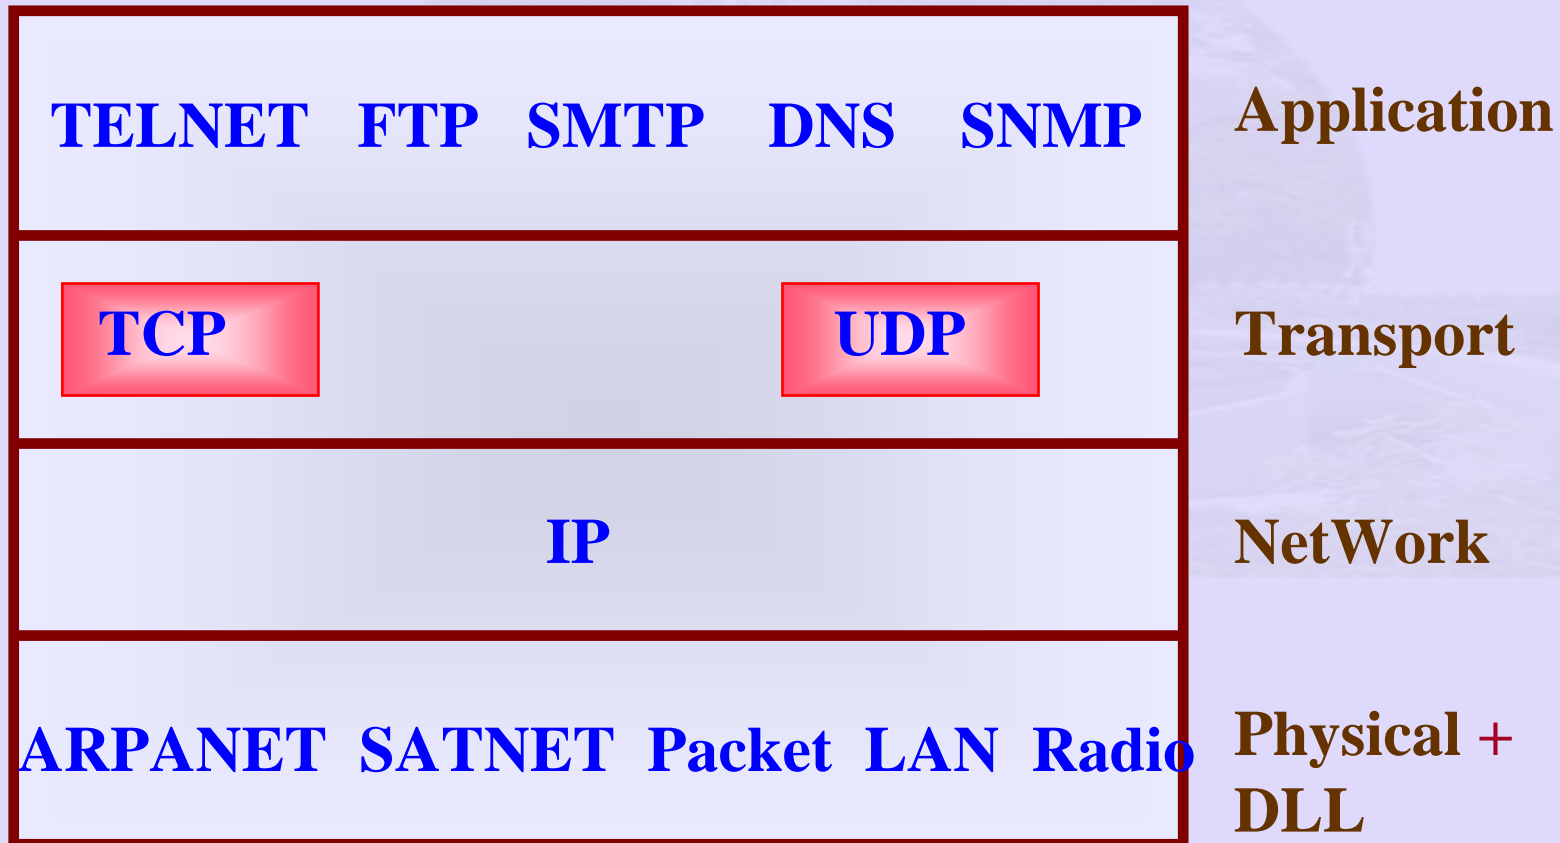 TELNET FTP SMTP DNS SNMP Application
TCP UDP Transport
IP NetWork
ARPANET SATNET Packet LAN Radio Physical +
DLL